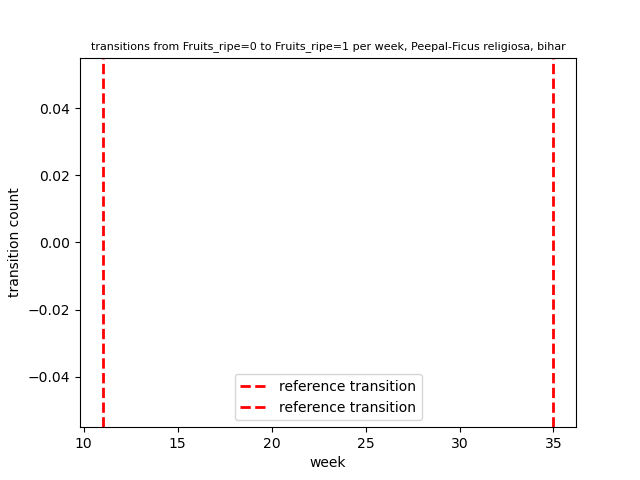 transitions from Fruits_ripe=0 to Fruits_ripe=1 per week, Peepal-Ficus religiosa, bihar
0.04
0.02
0.00
−0.02
−0.04
transition count
reference transition
reference transition
10 15 20 25 30 35
week